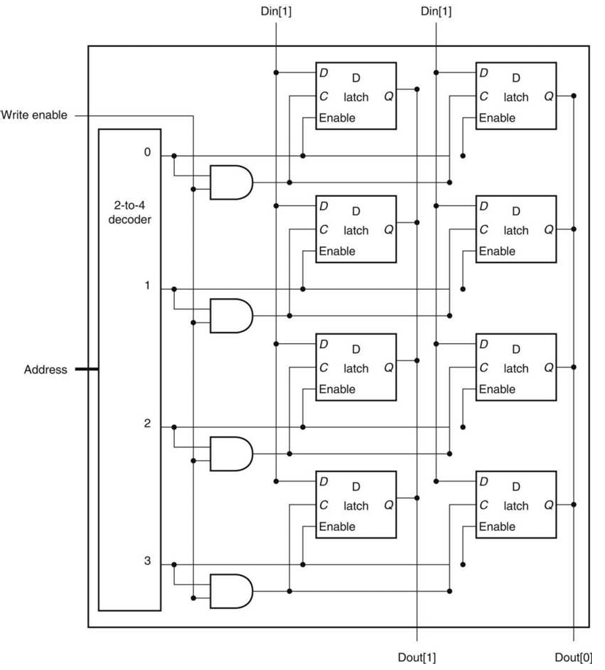 Din[1] Din[1]
D D D D
C latch Q C latch Q
Write enable Enable Enable
0
2-to-4
decoder
D D D D
C latch Q C latch Q
Enable Enable
1
D D D D
Address C latch Q C latch Q
Enable Enable
2
D D D D
C latch Q C latch Q
Enable Enable
3
Dout[1] Dout[0]